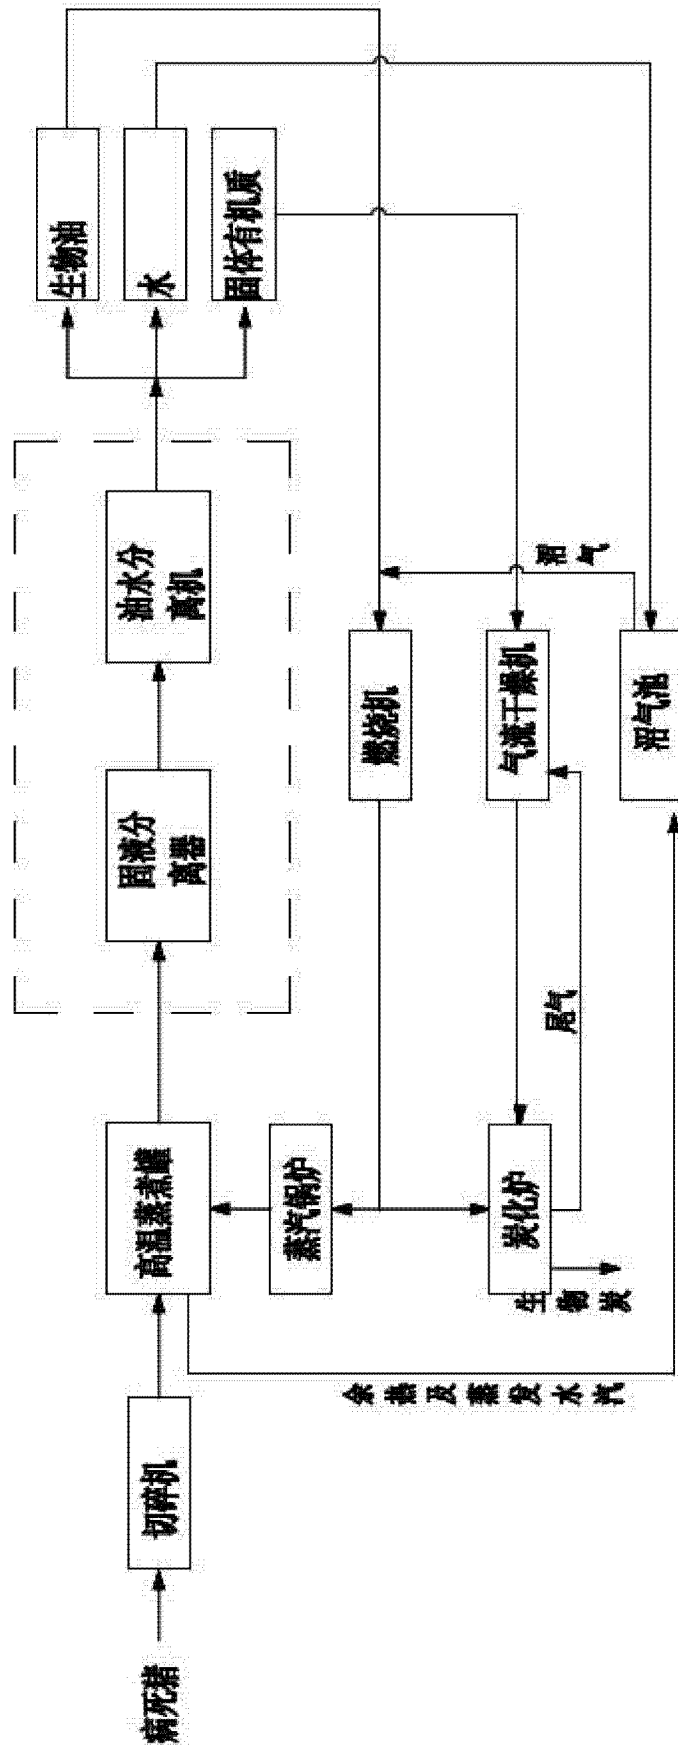 病死猪
切碎机
高温蒸煮罐
固液分
离器
油水分
离机
生物油
水
固体有机质
蒸汽锅炉
燃烧机
炭化炉
气流干燥机
沼气池
沼气
尾气
生物炭
余热及蒸发水汽